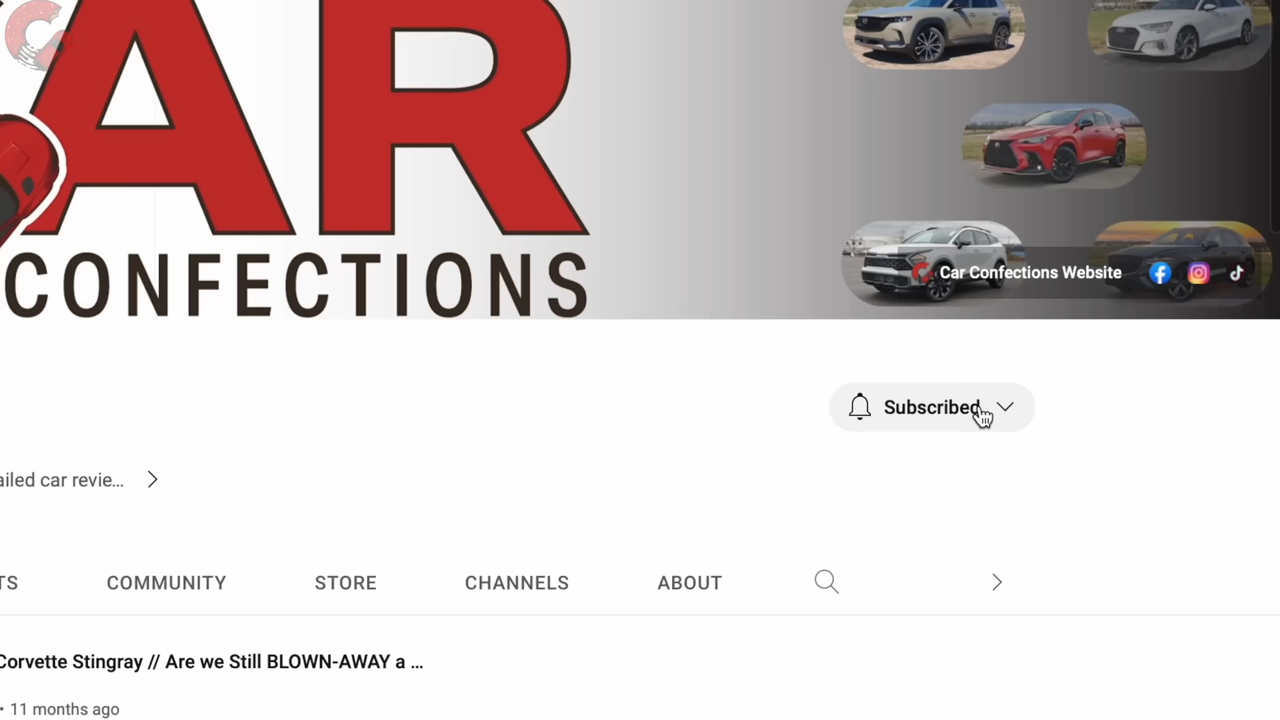 AR
CONFECTIONS
Car Confections Website
Subscribed
ailed car revie...
TS
COMMUNITY
STORE
CHANNELS
ABOUT
Corvette Stingray // Are we Still BLOWN-AWAY a ...
• 11 months ago